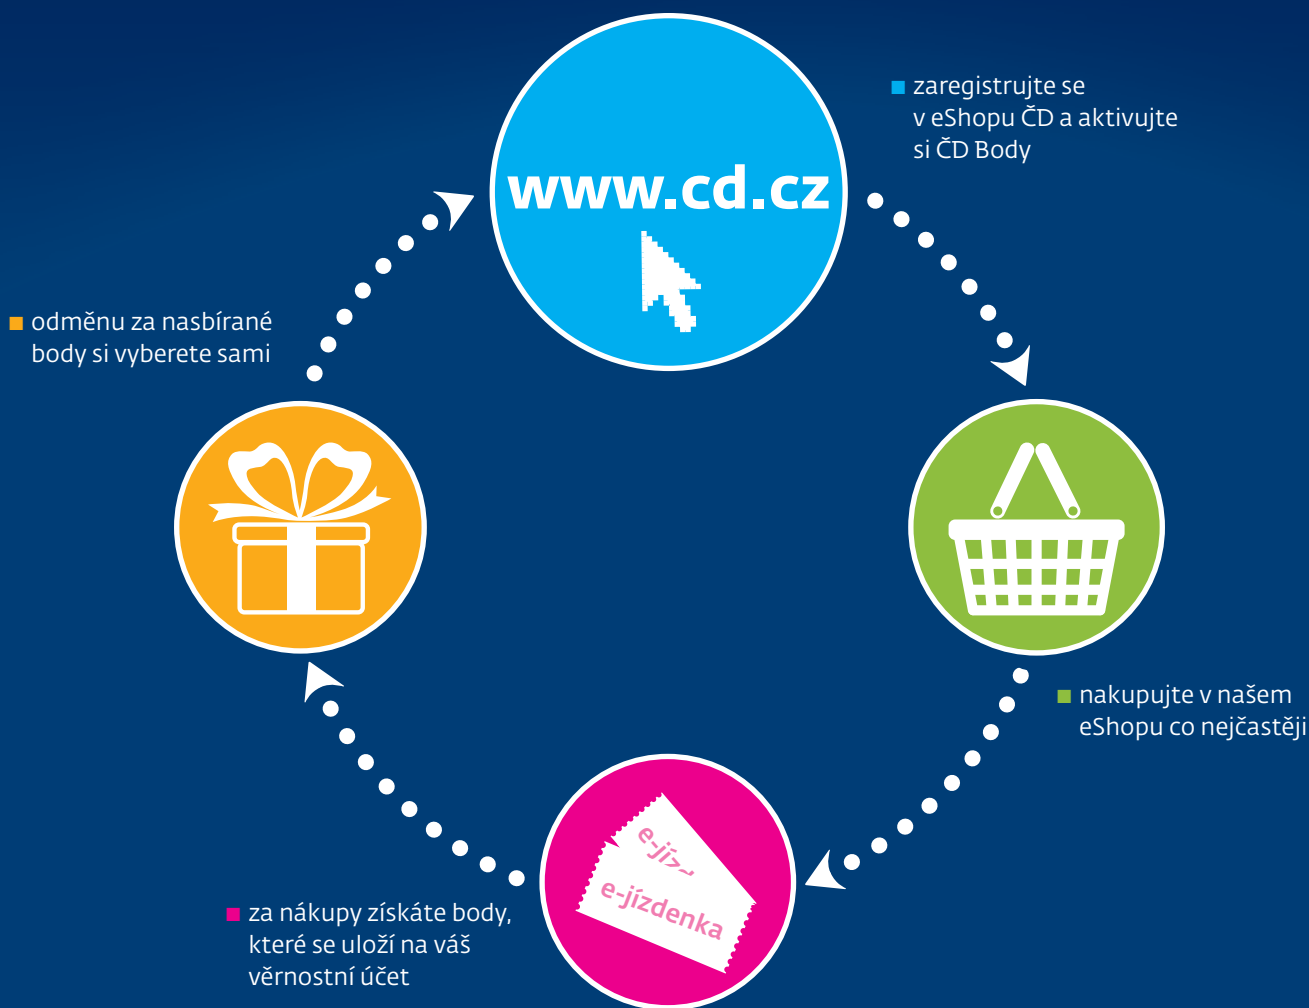 zaregistrujte se
v eShopu ČD a aktivujte
si ČD Body
www.cd.cz
odměnu za nasbírané
body si vyberete sami
nakupujte v našem
eShopu co nejčastěji
e-jíz
e-jízdenka
za nákupy získáte body,
které se uloží na váš
věrnostní účet